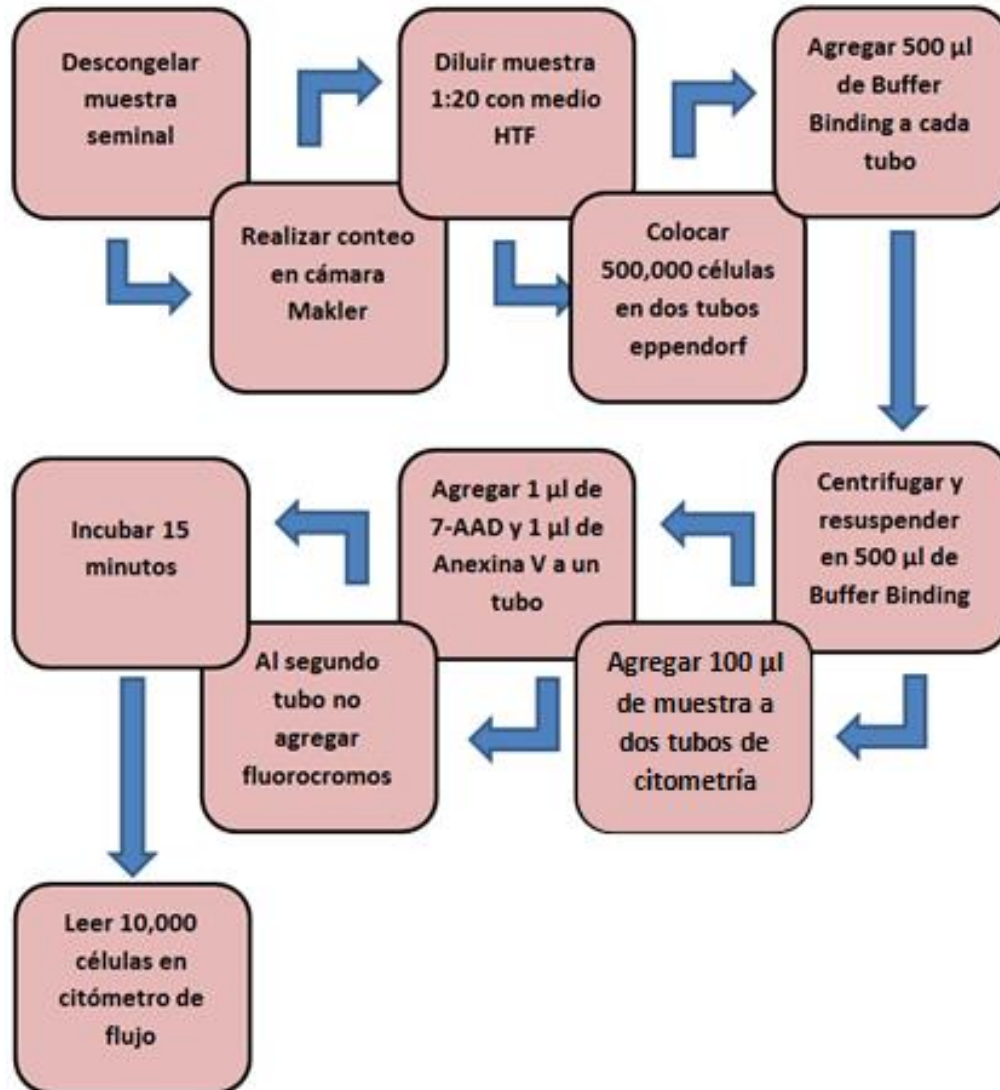 Descongelar
muestra
seminal
Realizar conteo
en cámara
Makler
Diluir muestra
1:20 con medio
HTF
Colocar
500,000 células
en dos tubos
eppendorf
Agregar 500 µl
de Buffer
Binding a cada
tubo
Centrifugar y
resuspender
en 500 µl de
Buffer Binding
Agregar 100 µl
de muestra a
dos tubos de
citometría
Agregar 1 µl de
7-AAD y 1 µl de
Anexina V a un
tubo
Al segundo
tubo no
agregar
fluorocromos
Incubar 15
minutos
Leer 10,000
células en
citómetro de
flujo